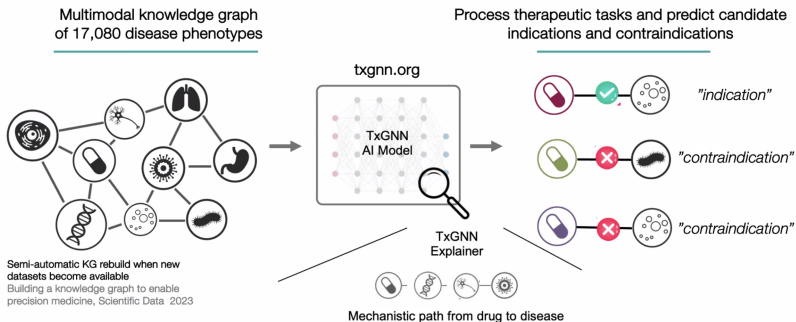 Multimodal knowledge graph
of 17,080 disease phenotypes
Semi-automatic KG rebuild when new
datasets become available
Building a knowledge graph to enable
precision medicine, Scientific Data 2023
txgnn.org
TxGNN
AI Model
TxGNN
Explainer
Mechanistic path from drug to disease
Process therapeutic tasks and predict candidate
indications and contraindications
"indication"
"contraindication"
"contraindication"